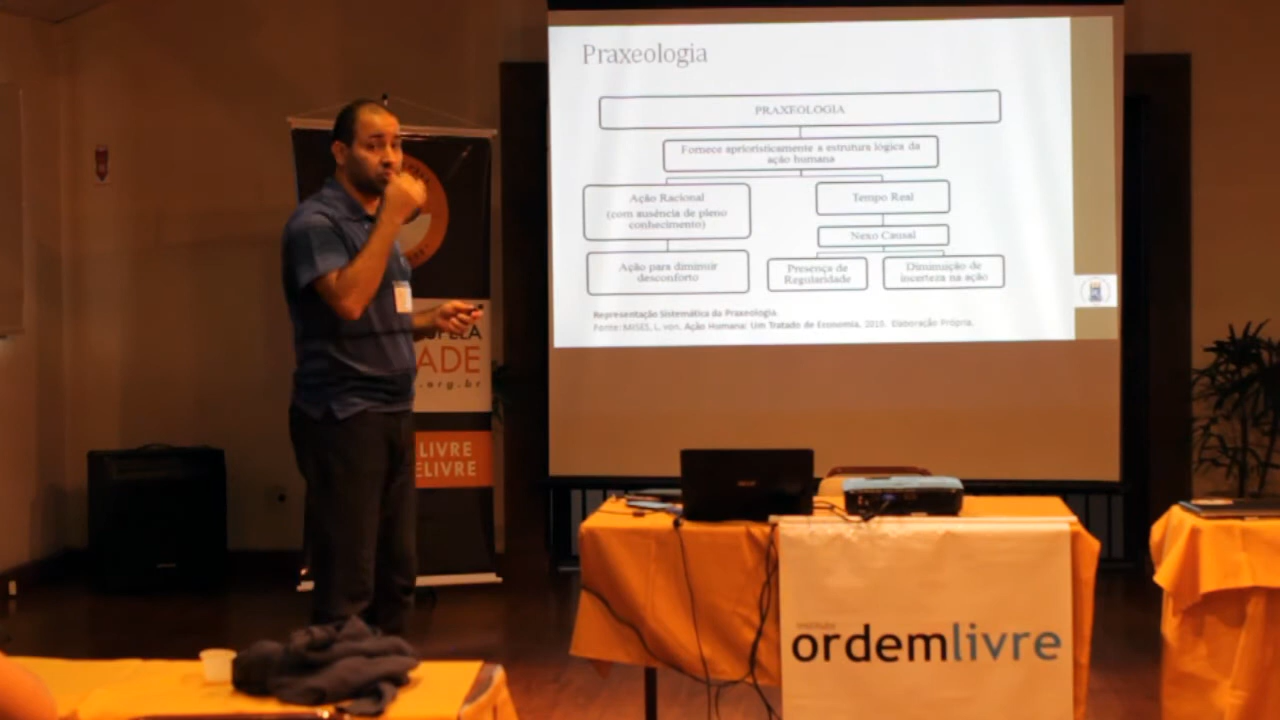 Praxeologia
PRAXEOLOGIA
Fornece aprioristicamente a estrutura lógica da
ação humana
Ação Racional
(com ausência de pleno
conhecimento)
Tempo Real
Nexo Causal
Ação para diminuir
desconforto
Presença de
Regularidade
Diminuição de
incerteza na ação
Representação Sistemática da Praxeologia.
Fonte: MISES, L. von. Ação Humana: Um Tratado de Economia, 2010. Elaboração Própria.
PELA
ADE
.org.br
LIVRE
ELIVRE
instituto
ordemlivre